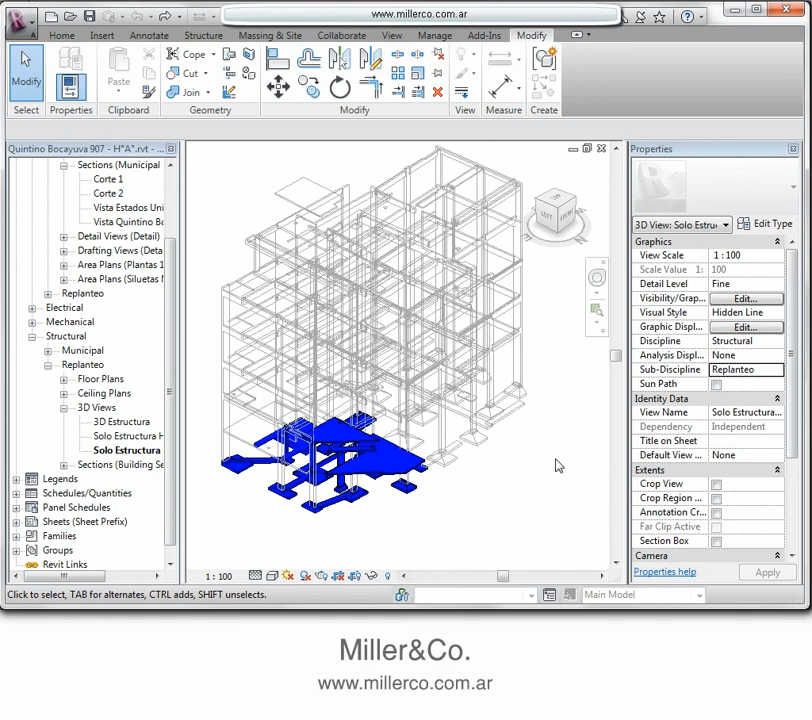 www.millerco.com.ar
Home Insert Annotate Structure Massing & Site Collaborate View Manage Add-Ins Modify
Modify
Paste
Cope
Cut
Join
Select Properties Clipboard Geometry Modify View Measure Create
Quintino Bocayuva 907 - H°A°.rvt -
Sections (Municipal
Corte 1
Corte 2
Vista Estados Uni
Vista Quintino Bo
Detail Views (Detail)
Drafting Views (Deta
Area Plans (Plantas 1
Area Plans (Siluetas M
Replanteo
Electrical
Mechanical
Structural
Municipal
Replanteo
Floor Plans
Ceiling Plans
3D Views
3D Estructura
Solo Estructura H
Solo Estructura
Sections (Building Se
Legends
Schedules/Quantities
Panel Schedules
Sheets (Sheet Prefix)
Families
Groups
Revit Links
LEFT FRONT
Properties
3D View: Solo Estruc
Edit Type
Graphics
View Scale 1 : 100
Scale Value 1: 100
Detail Level Fine
Visibility/Grap... Edit...
Visual Style Hidden Line
Graphic Displ... Edit...
Discipline Structural
Analysis Displ... None
Sub-Discipline Replanteo
Sun Path
Identity Data
View Name Solo Estructura...
Dependency Independent
Title on Sheet
Default View ... None
Extents
Crop View
Crop Region ...
Annotation Cr...
Far Clip Active
Section Box
Camera
Properties help Apply
1 : 100
Click to select, TAB for alternates, CTRL adds, SHIFT unselects.
Main Model
Miller&Co.
www.millerco.com.ar